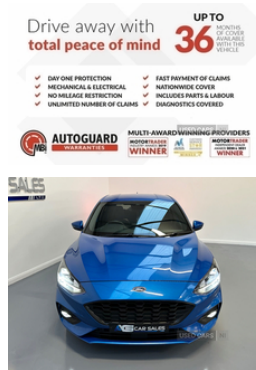 Drive away with
total peace of mind
UP TO
36 MONTHS
OF COVER
AVAILABLE
WITH THIS
VEHICLE
✔ DAY ONE PROTECTION
✔ MECHANICAL & ELECTRICAL
✔ NO MILEAGE RESTRICTION
✔ UNLIMITED NUMBER OF CLAIMS
✔ FAST PAYMENT OF CLAIMS
✔ NATIONWIDE COVER
✔ INCLUDES PARTS & LABOUR
✔ DIAGNOSTICS COVERED
AUTOGUARD
WARRANTIES
MULTI-AWARD WINNING PROVIDERS
MOTORTRADER
WINNER
MOTORTRADER
WINNER
SALES
CAR SALES
USED CARS